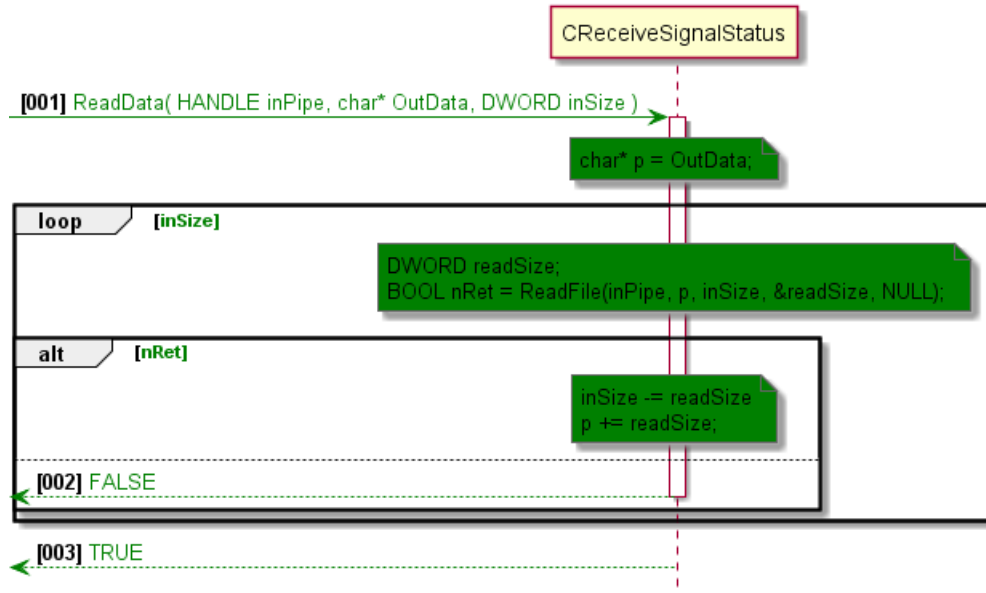 CReceiveSignalStatus
[001] ReadData( HANDLE inPipe, char* OutData, DWORD inSize )
char* p = OutData;
loop [inSize]
DWORD readSize;
BOOL nRet = ReadFile(inPipe, p, inSize, &readSize, NULL);
alt [nRet]
inSize -= readSize
p += readSize;
[002] FALSE
[003] TRUE